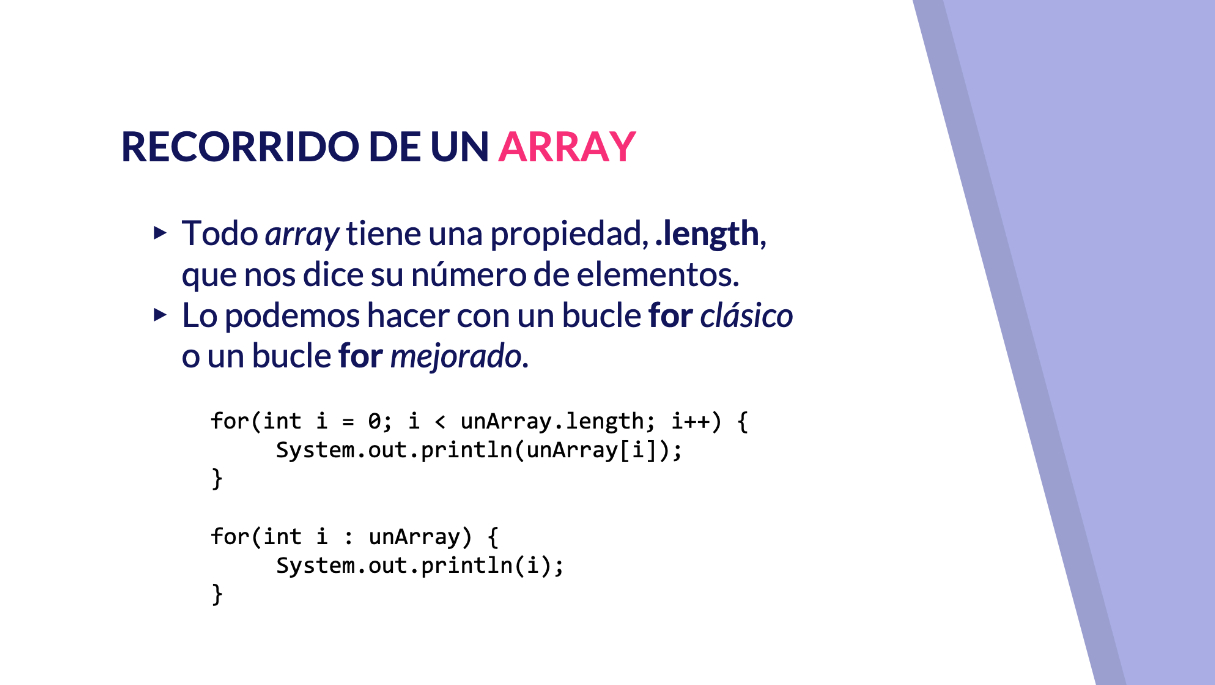 RECORRIDO DE UN ARRAY
▸ Todo array tiene una propiedad, .length,
que nos dice su número de elementos.
▸ Lo podemos hacer con un bucle for clásico
o un bucle for mejorado.
for(int i = 0; i < unArray.length; i++) {
     System.out.println(unArray[i]);
}
for(int i : unArray) {
     System.out.println(i);
}